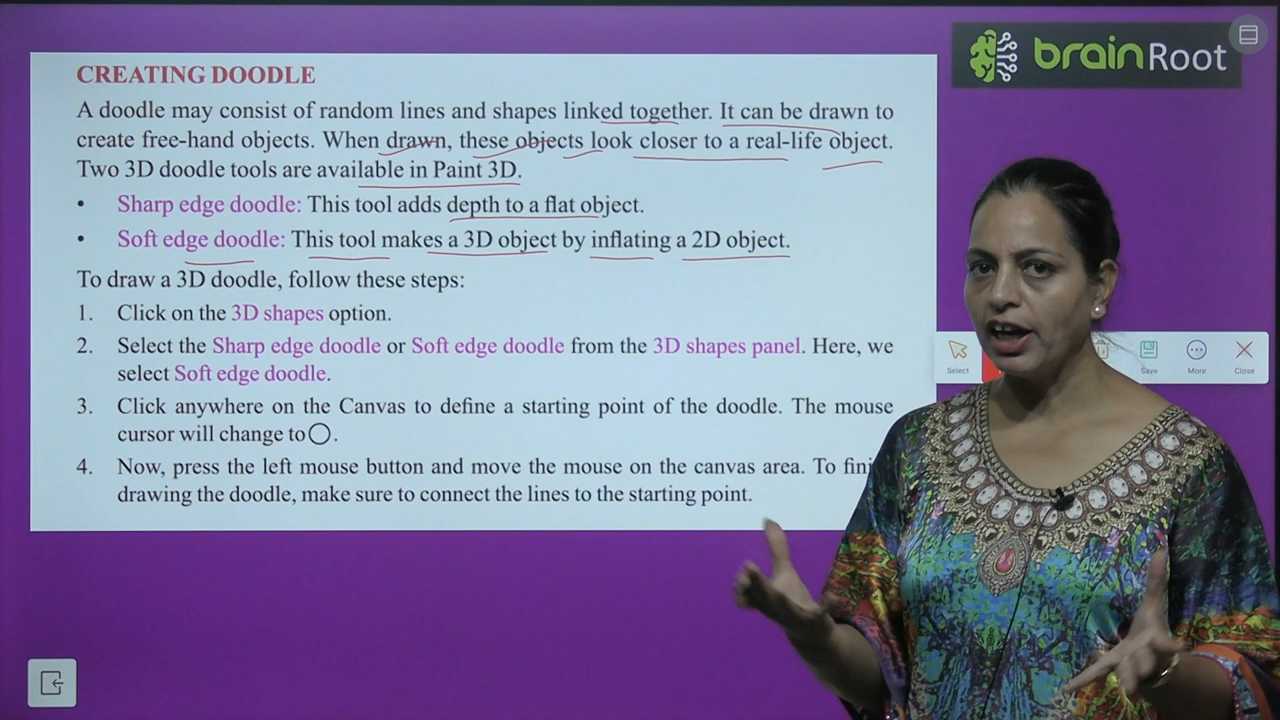 CREATING DOODLE
A doodle may consist of random lines and shapes linked together. It can be drawn to
create free-hand objects. When drawn, these objects look closer to a real-life object.
Two 3D doodle tools are available in Paint 3D.
• Sharp edge doodle: This tool adds depth to a flat object.
• Soft edge doodle: This tool makes a 3D object by inflating a 2D object.
To draw a 3D doodle, follow these steps:
1. Click on the 3D shapes option.
2. Select the Sharp edge doodle or Soft edge doodle from the 3D shapes panel. Here, we
select Soft edge doodle.
3. Click anywhere on the Canvas to define a starting point of the doodle. The mouse
cursor will change to ○.
4. Now, press the left mouse button and move the mouse on the canvas area. To fini
drawing the doodle, make sure to connect the lines to the starting point.
brainRoot
Select
Save
More
Close